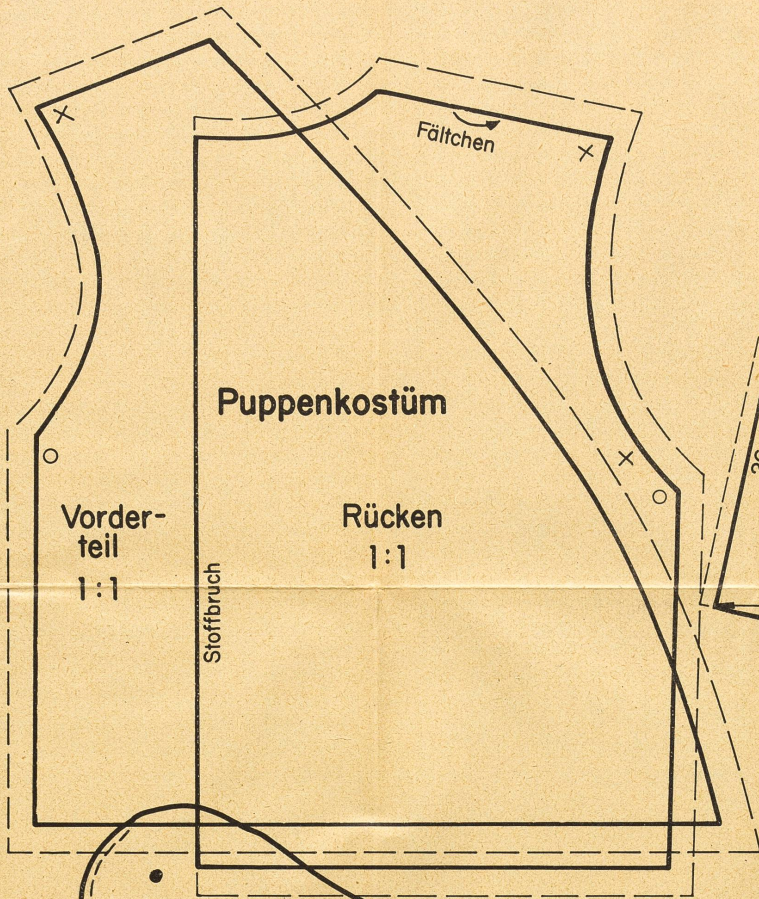 Fältchen
Puppenkostüm
Vorder-
teil
1:1
Rücken
1:1
Stoffbruch